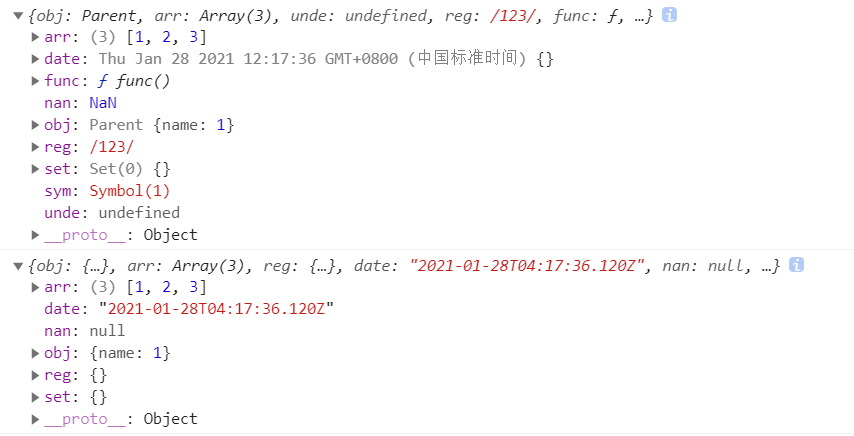 ▼{obj: Parent, arr: Array(3), unde: undefined, reg: /123/, func: ƒ, …} i
▶arr: (3) [1, 2, 3]
▶date: Thu Jan 28 2021 12:17:36 GMT+0800 (中国标准时间) {}
▶func: ƒ func()
nan: NaN
▶obj: Parent {name: 1}
▶reg: /123/
▶set: Set(0) {}
sym: Symbol(1)
unde: undefined
▶__proto__: Object
▼{obj: {…}, arr: Array(3), reg: {…}, date: "2021-01-28T04:17:36.120Z", nan: null, …} i
▶arr: (3) [1, 2, 3]
date: "2021-01-28T04:17:36.120Z"
nan: null
▶obj: {name: 1}
▶reg: {}
▶set: {}
▶__proto__: Object